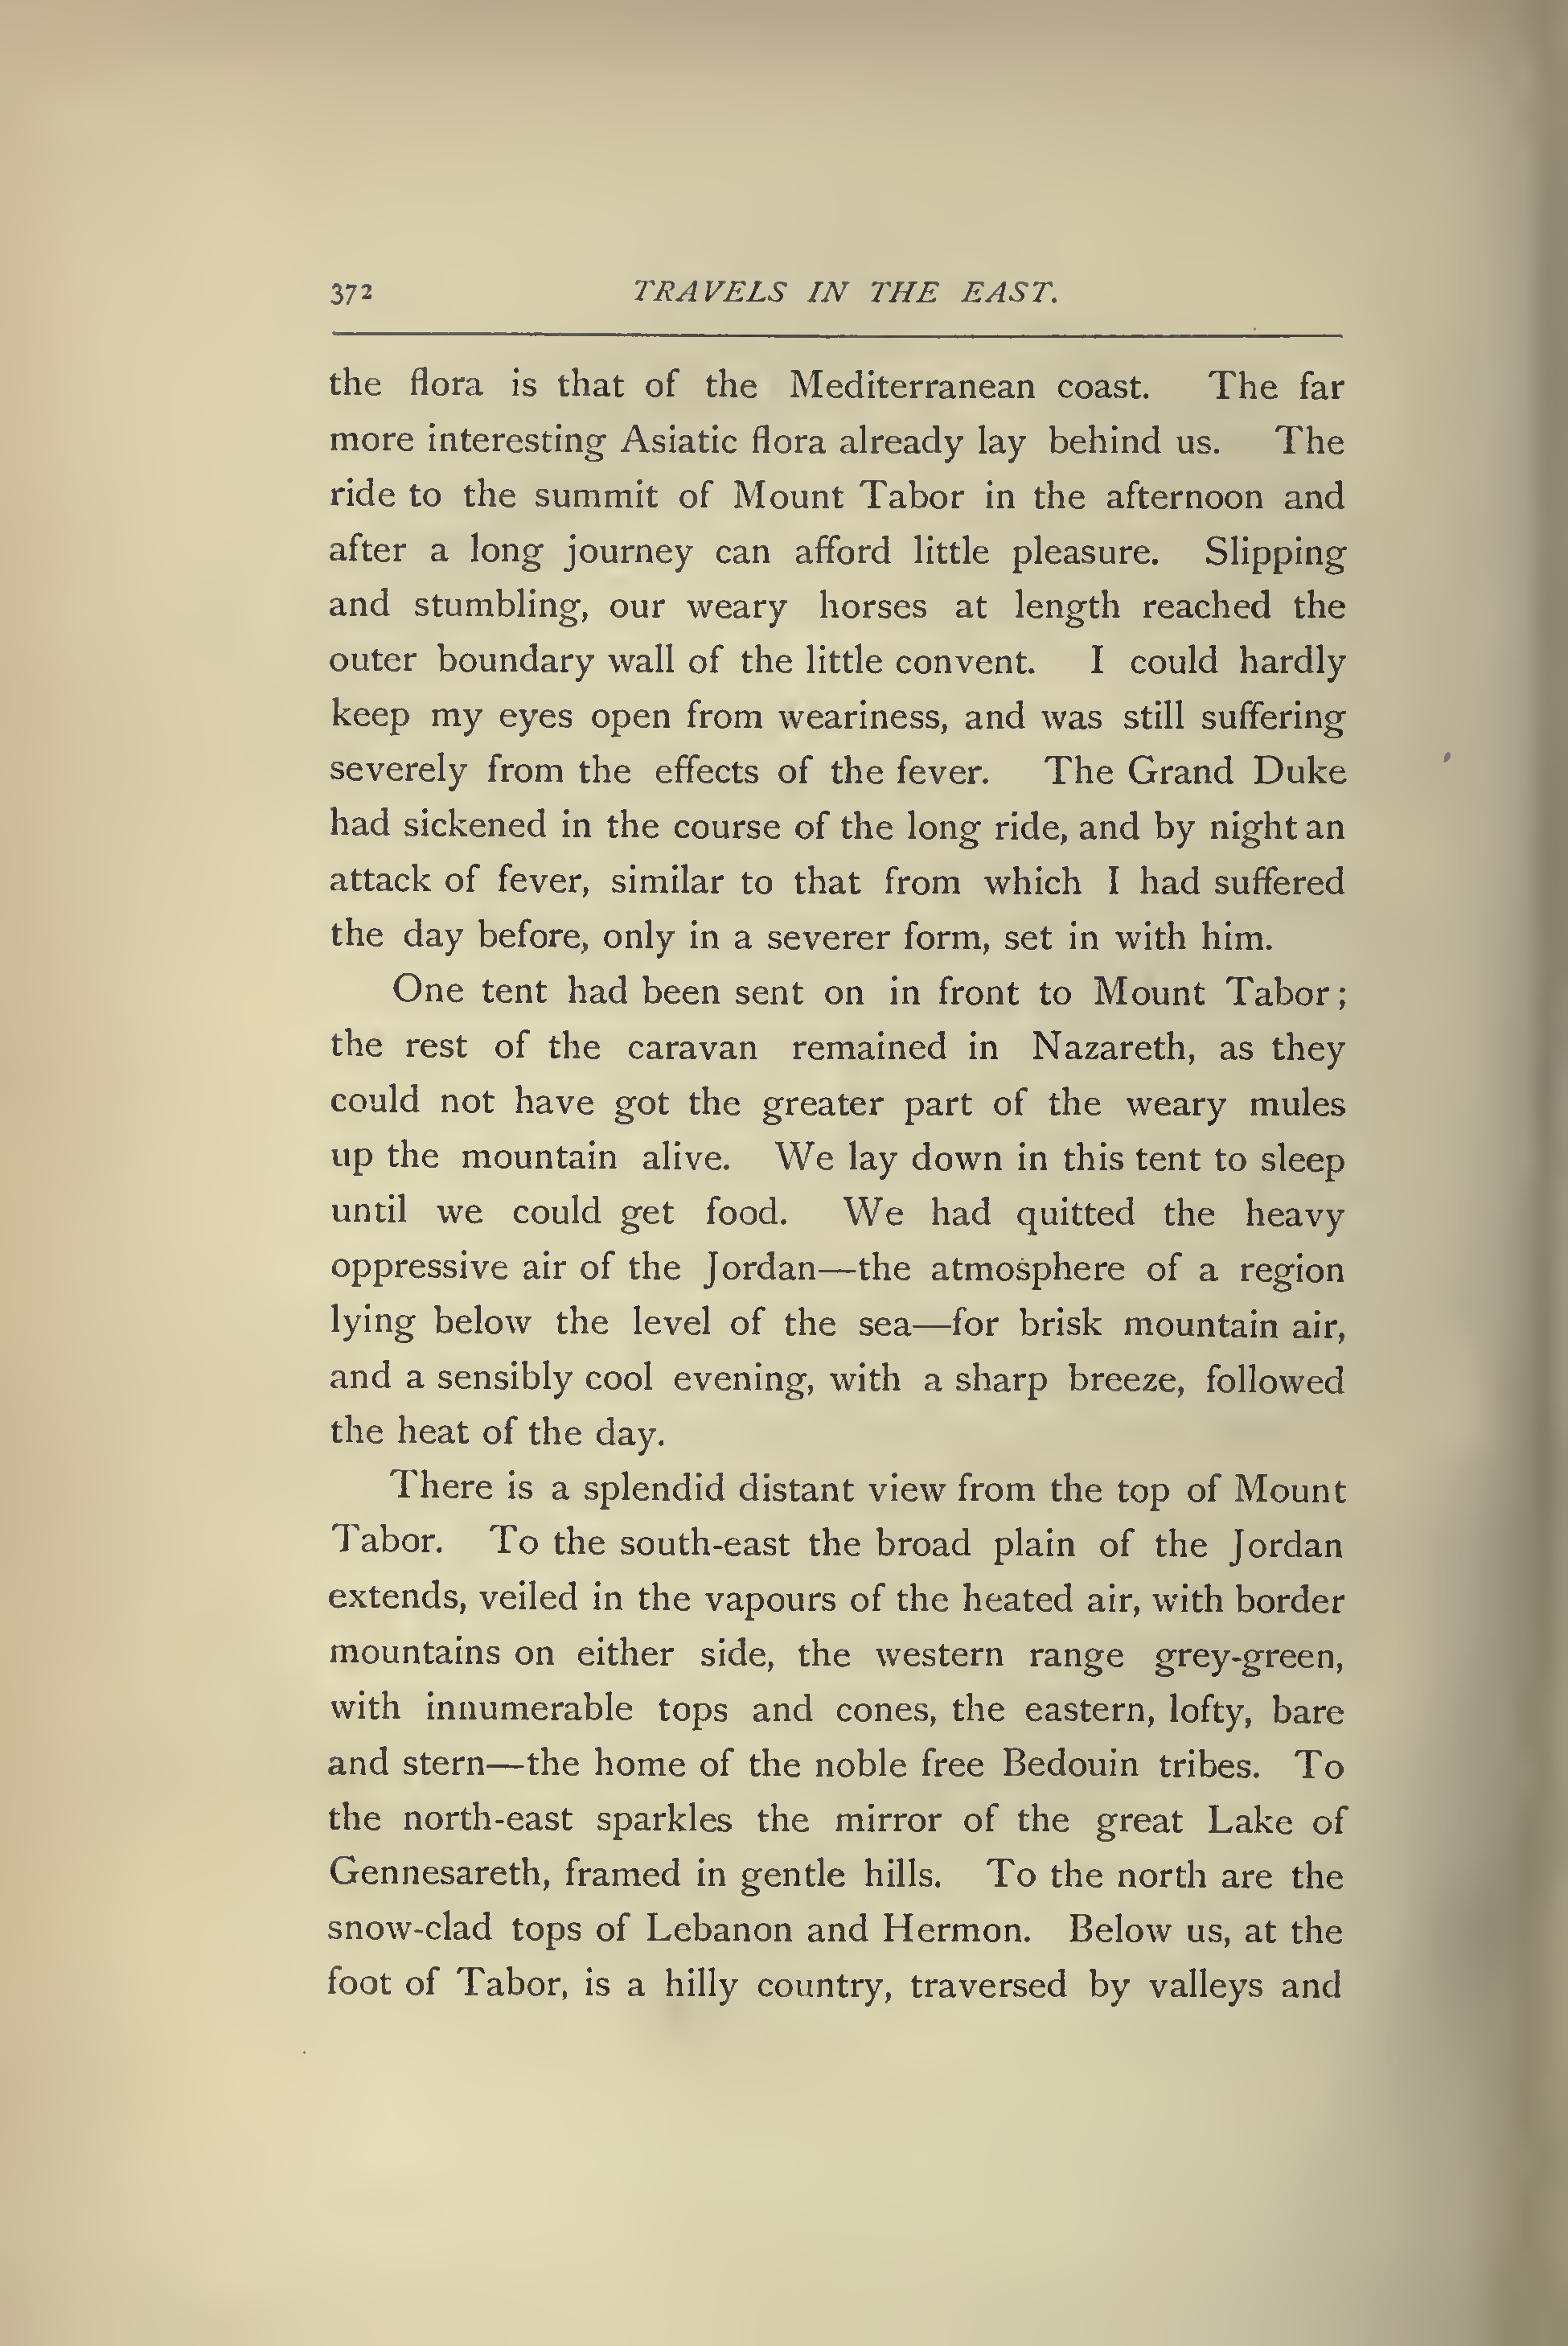 372 TRAVELS IN THE EAST.
the flora is that of the Mediterranean coast. The far
more interesting Asiatic flora already lay behind us. The
ride to the summit of Mount Tabor in the afternoon and
after a long journey can afford little pleasure. Slipping
and stumbling, our weary horses at length reached the
outer boundary wall of the little convent. I could hardly
keep my eyes open from weariness, and was still suffering
severely from the effects of the fever. The Grand Duke
had sickened in the course of the long ride, and by night an
attack of fever, similar to that from which I had suffered
the day before, only in a severer form, set in with him.
One tent had been sent on in front to Mount Tabor;
the rest of the caravan remained in Nazareth, as they
could not have got the greater part of the weary mules
up the mountain alive. We lay down in this tent to sleep
until we could get food. We had quitted the heavy
oppressive air of the Jordan—the atmosphere of a region
lying below the level of the sea—for brisk mountain air,
and a sensibly cool evening, with a sharp breeze, followed
the heat of the day.
There is a splendid distant view from the top of Mount
Tabor. To the south-east the broad plain of the Jordan
extends, veiled in the vapours of the heated air, with border
mountains on either side, the western range grey-green,
with innumerable tops and cones, the eastern, lofty, bare
and stern—the home of the noble free Bedouin tribes. To
the north-east sparkles the mirror of the great Lake of
Gennesareth, framed in gentle hills. To the north are the
snow-clad tops of Lebanon and Hermon. Below us, at the
foot of Tabor, is a hilly country, traversed by valleys and